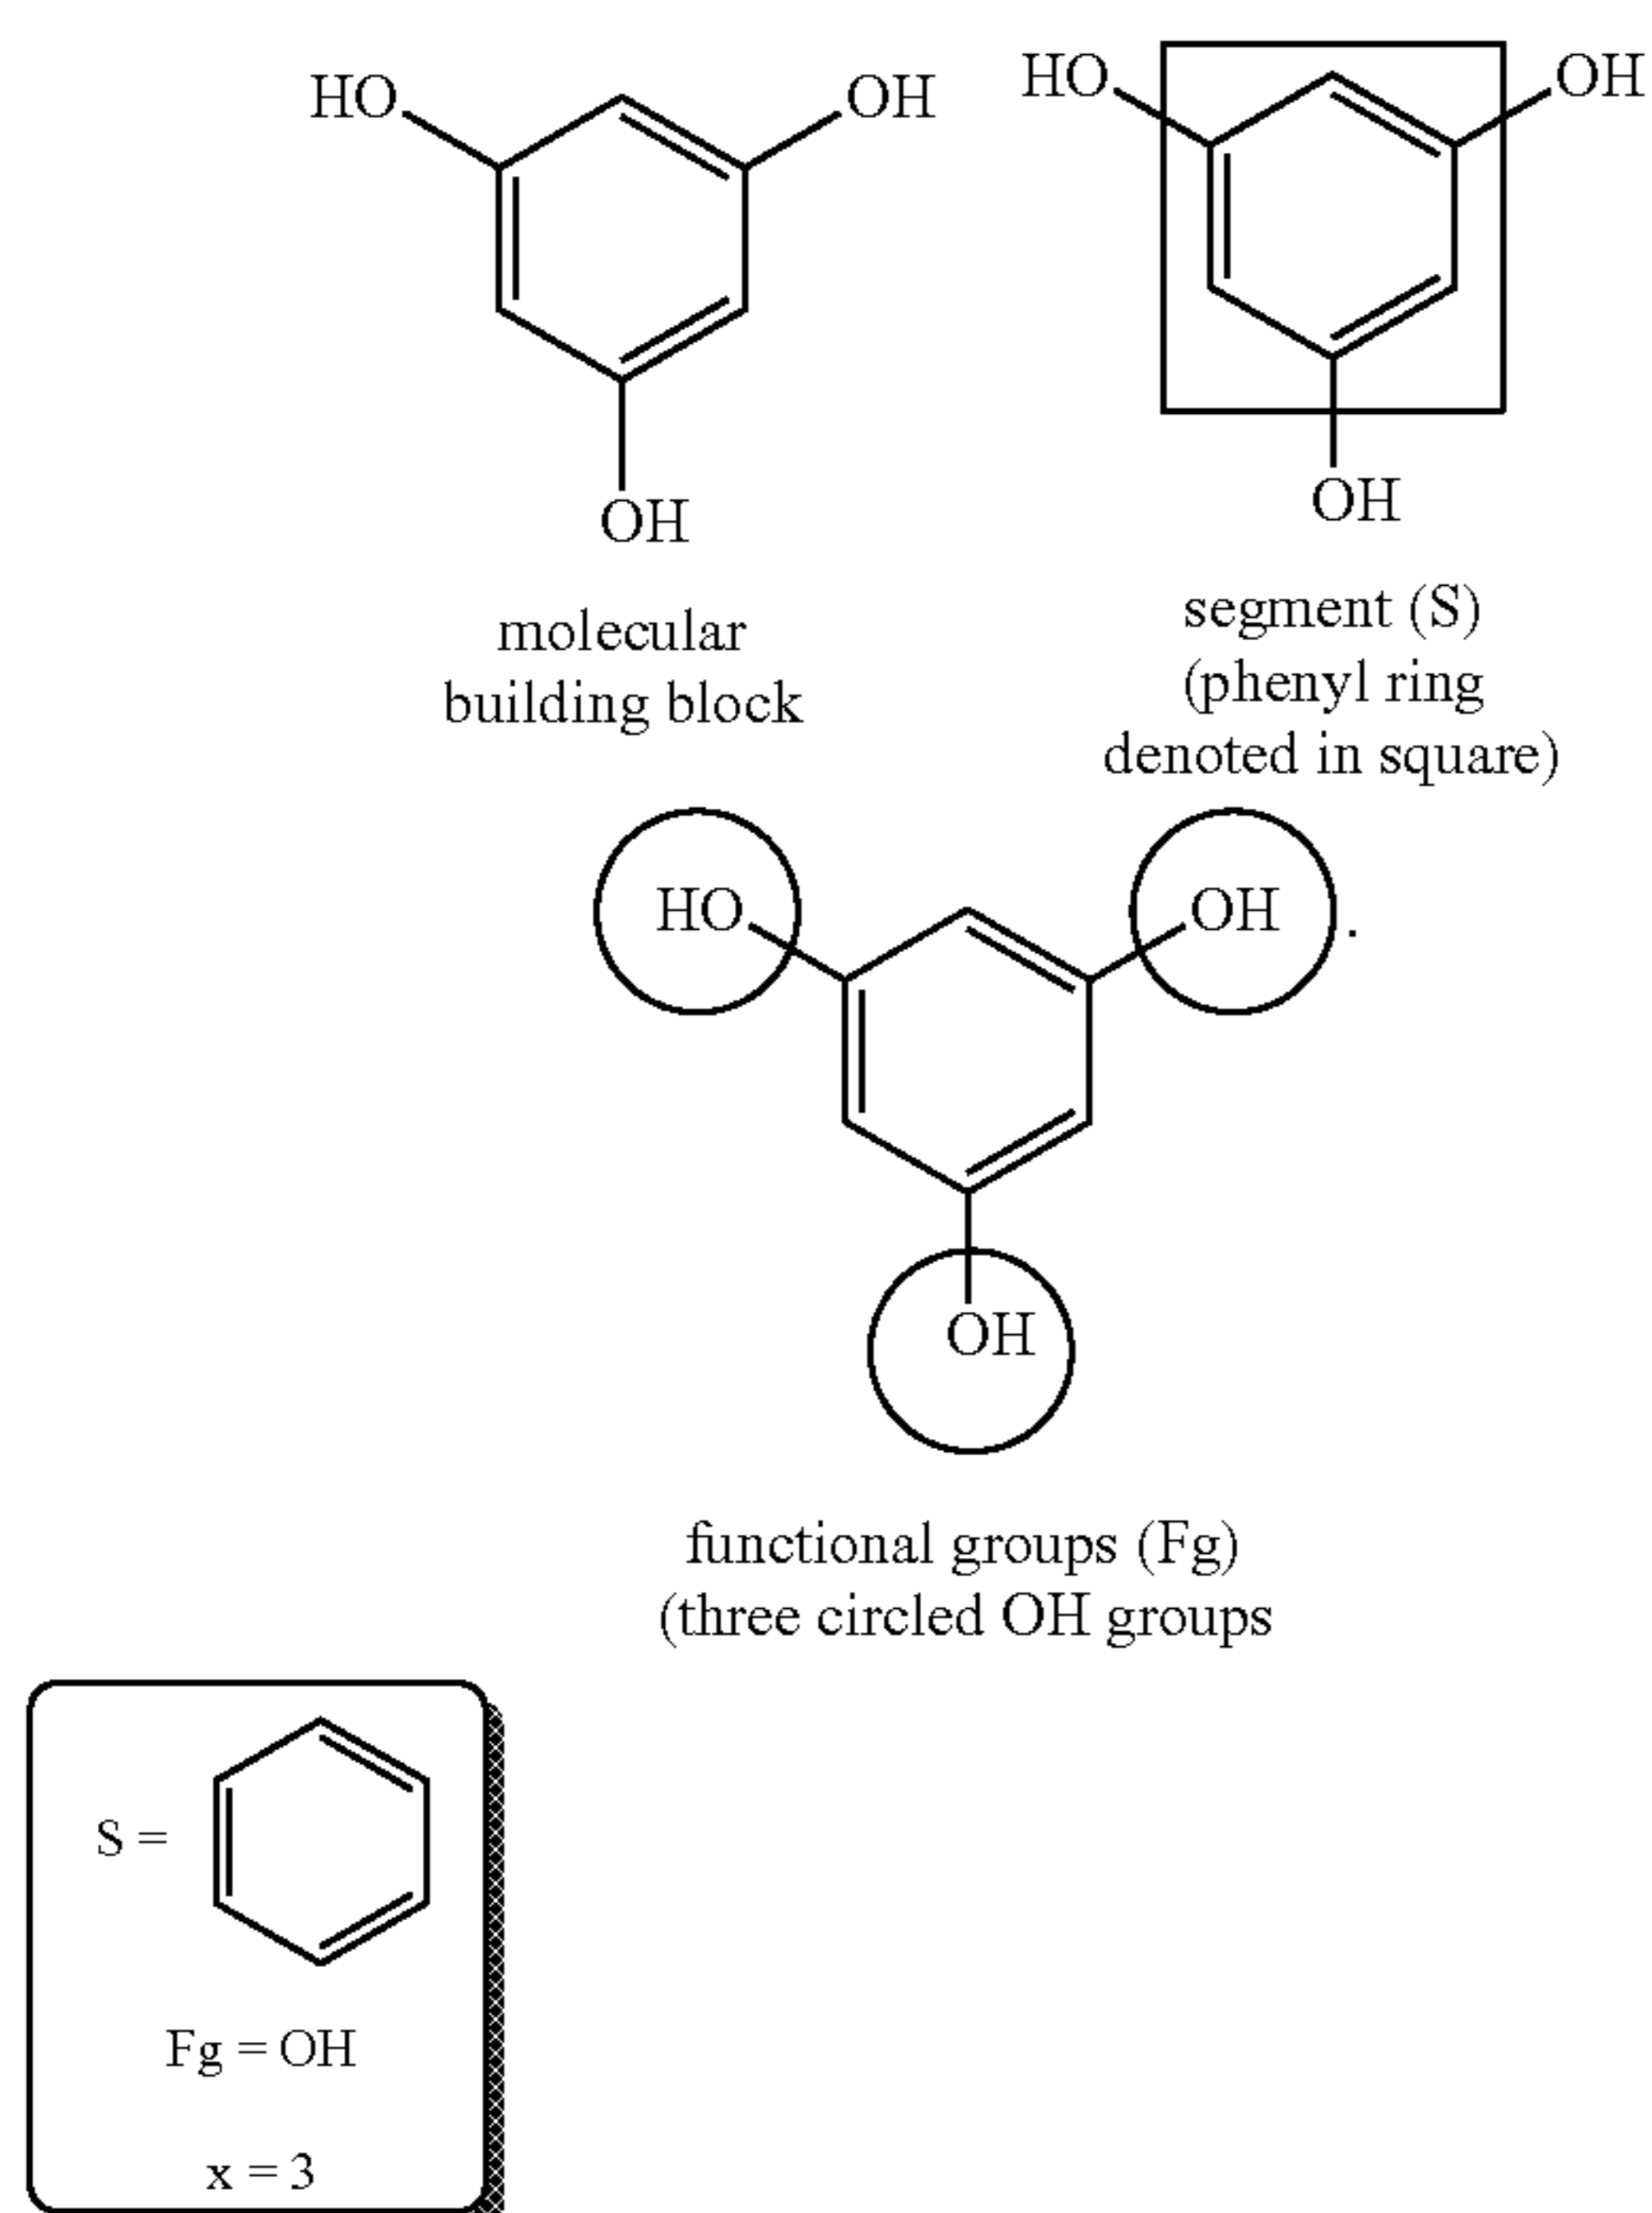 HO
OH
OH
molecular
building block
HO
OH
OH
segment (S)
(phenyl ring
denoted in square)
HO
OH
.
OH
functional groups (Fg)
(three circled OH groups
S =
Fg = OH
x = 3